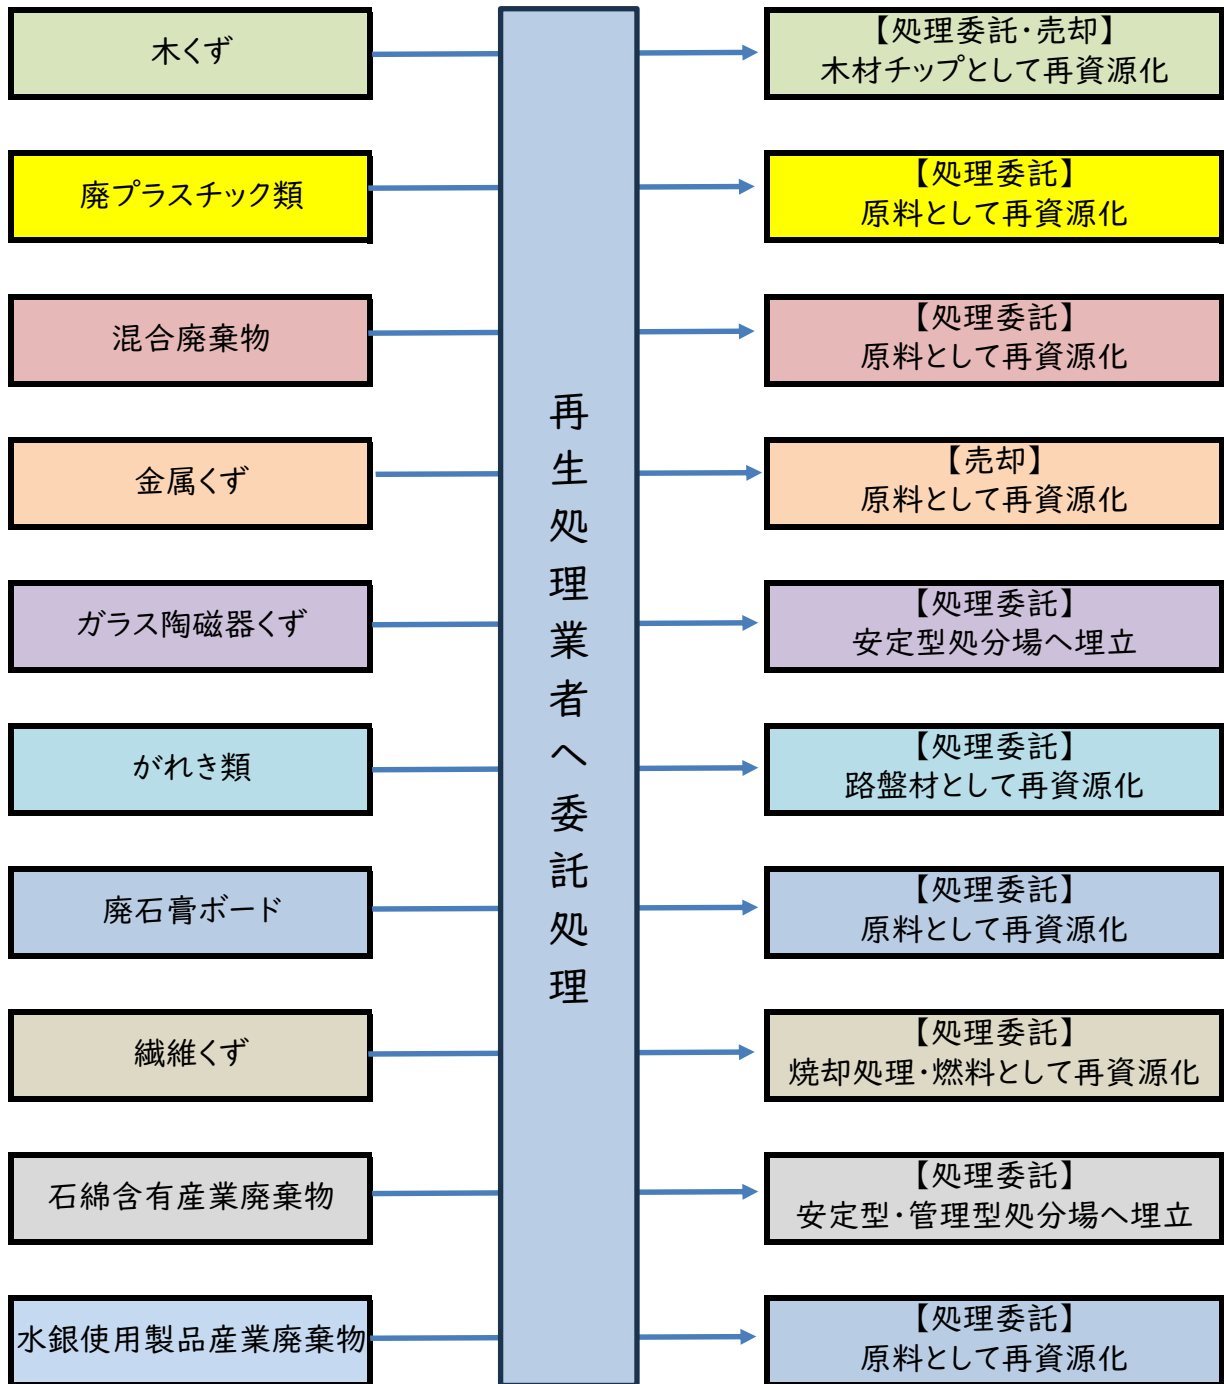 木くず
【処理委託・売却】
木材チップとして再資源化
廃プラスチック類
【処理委託】
原料として再資源化
混合廃棄物
【処理委託】
原料として再資源化
金属くず
【売却】
原料として再資源化
ガラス陶磁器くず
【処理委託】
安定型処分場へ埋立
がれき類
【処理委託】
路盤材として再資源化
廃石膏ボード
【処理委託】
原料として再資源化
繊維くず
【処理委託】
焼却処理・燃料として再資源化
石綿含有産業廃棄物
【処理委託】
安定型・管理型処分場へ埋立
水銀使用製品産業廃棄物
【処理委託】
原料として再資源化
再生処理業者へ委託処理